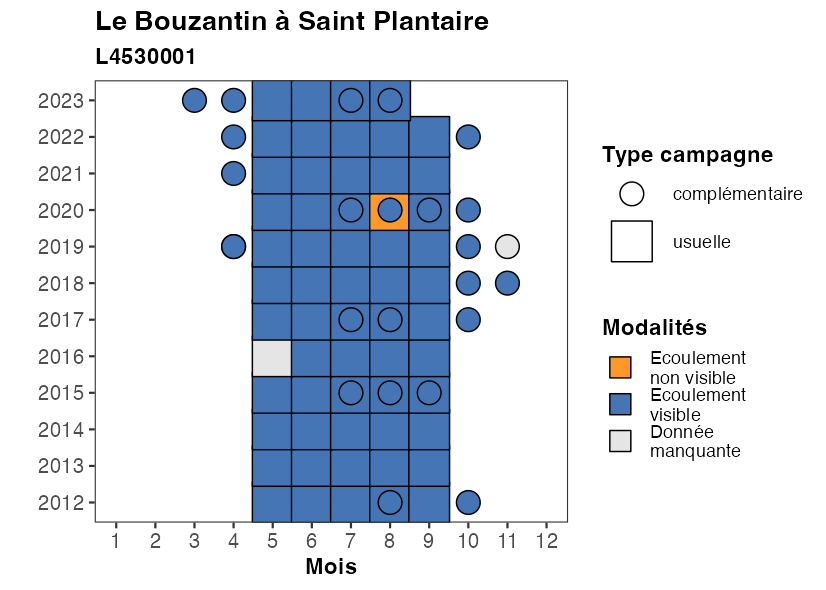 Le Bouzantin à Saint Plantaire
L4530001
2023
2022
2021
2020
2019
2018
2017
2016
2015
2014
2013
2012
1 2 3 4 5 6 7 8 9 10 11 12
Mois
Type campagne
complémentaire
usuelle
Modalités
Ecoulement
non visible
Ecoulement
visible
Donnée
manquante